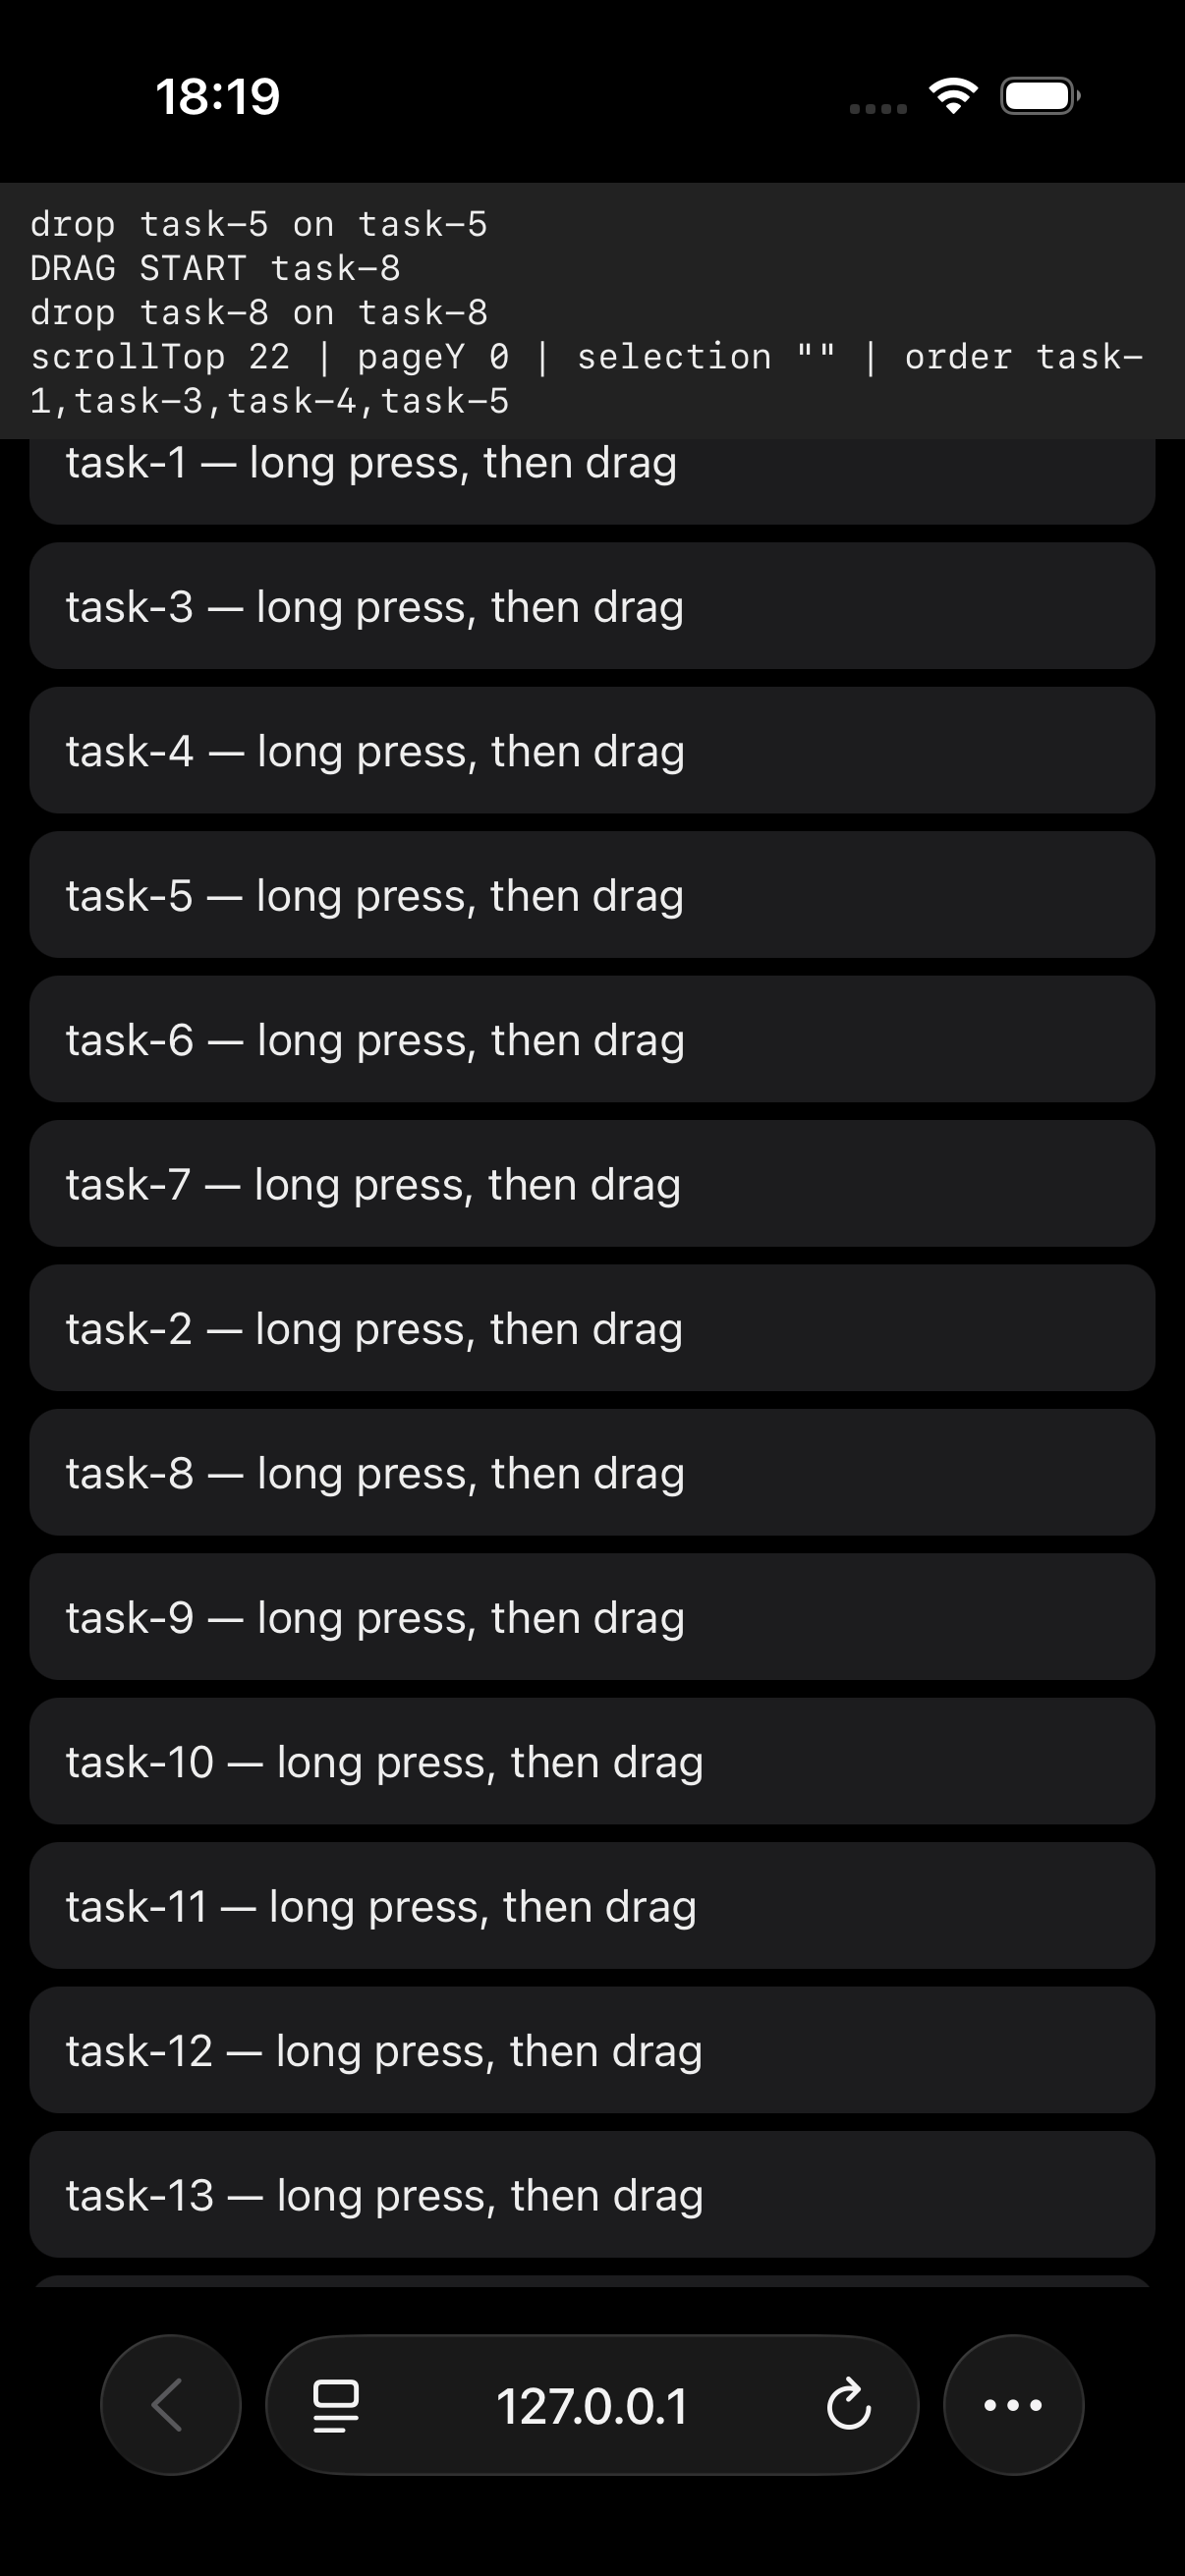 18:19
drop task-5 on task-5
DRAG START task-8
drop task-8 on task-8
scrollTop 22 | pageY 0 | selection "" | order task-
1,task-3,task-4,task-5
task-1 — long press, then drag
task-3 — long press, then drag
task-4 — long press, then drag
task-5 — long press, then drag
task-6 — long press, then drag
task-7 — long press, then drag
task-2 — long press, then drag
task-8 — long press, then drag
task-9 — long press, then drag
task-10 — long press, then drag
task-11 — long press, then drag
task-12 — long press, then drag
task-13 — long press, then drag
127.0.0.1